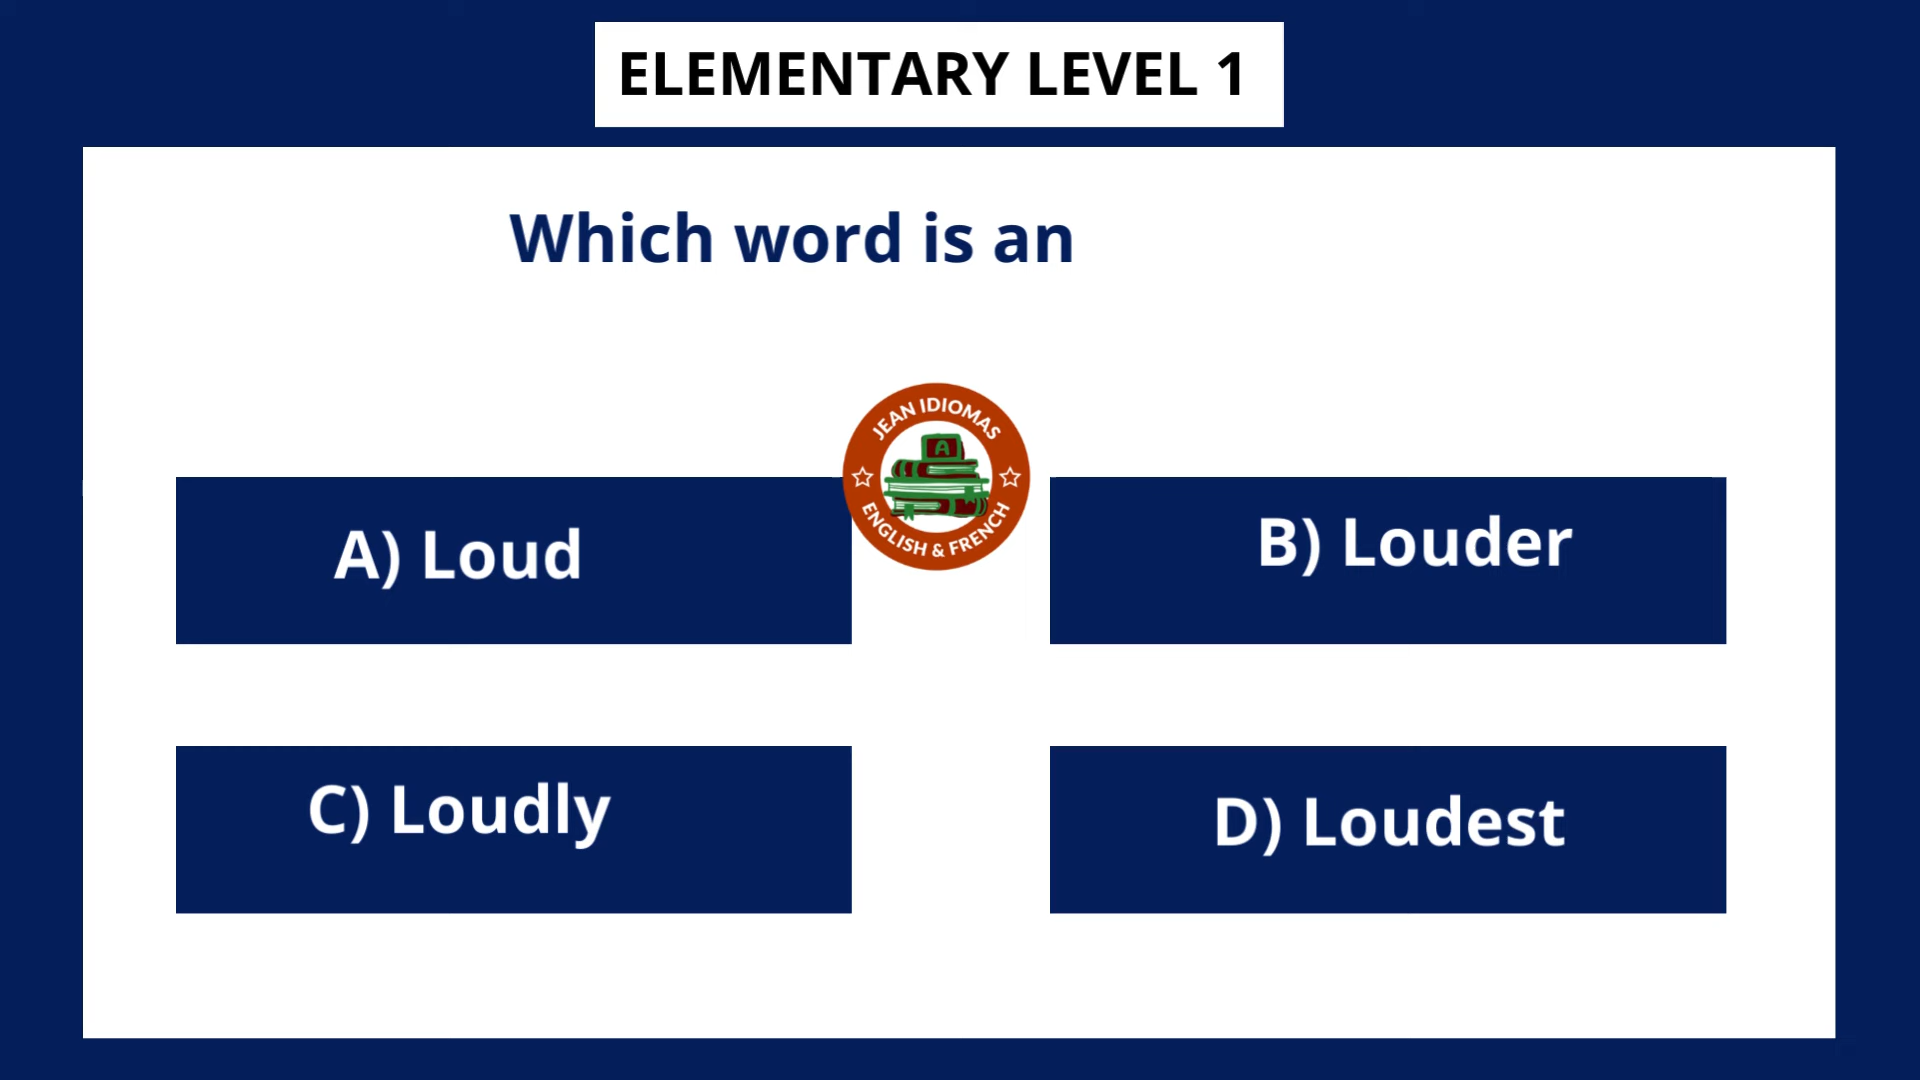 ELEMENTARY LEVEL 1
Which word is an
JEAN IDIOMAS
A
ENGLISH & FRENCH
A) Loud
B) Louder
C) Loudly
D) Loudest